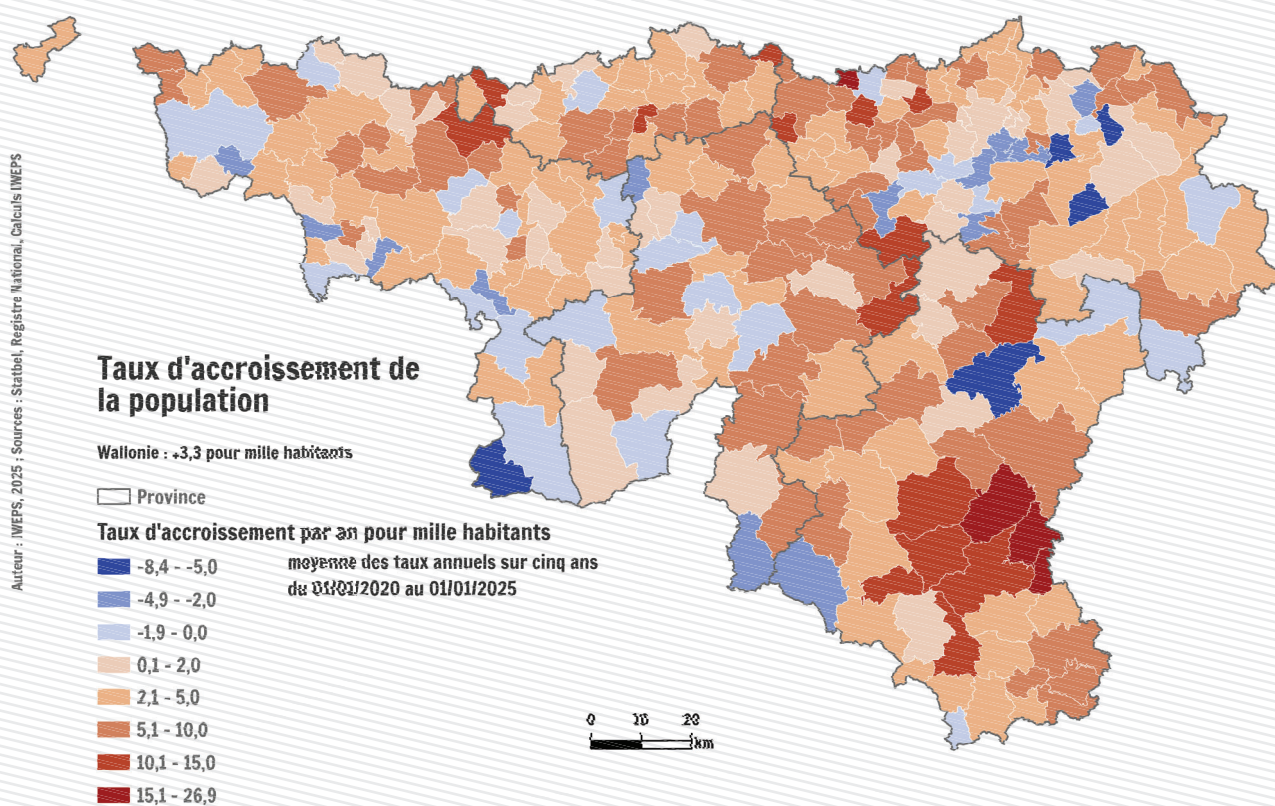 Taux d'accroissement de
la population
Wallonie : +3,3 pour mille habitants
Province
Taux d'accroissement par an pour mille habitants
moyenne des taux annuels sur cinq ans
du 01/01/2020 au 01/01/2025
-8,4 - -5,0
-4,9 - -2,0
-1,9 - 0,0
0,1 - 2,0
2,1 - 5,0
5,1 - 10,0
10,1 - 15,0
15,1 - 26,9
0 10 20
km
Auteur : IWEPS, 2025 ; Sources : Statbel, Registre National, Calculs IWEPS